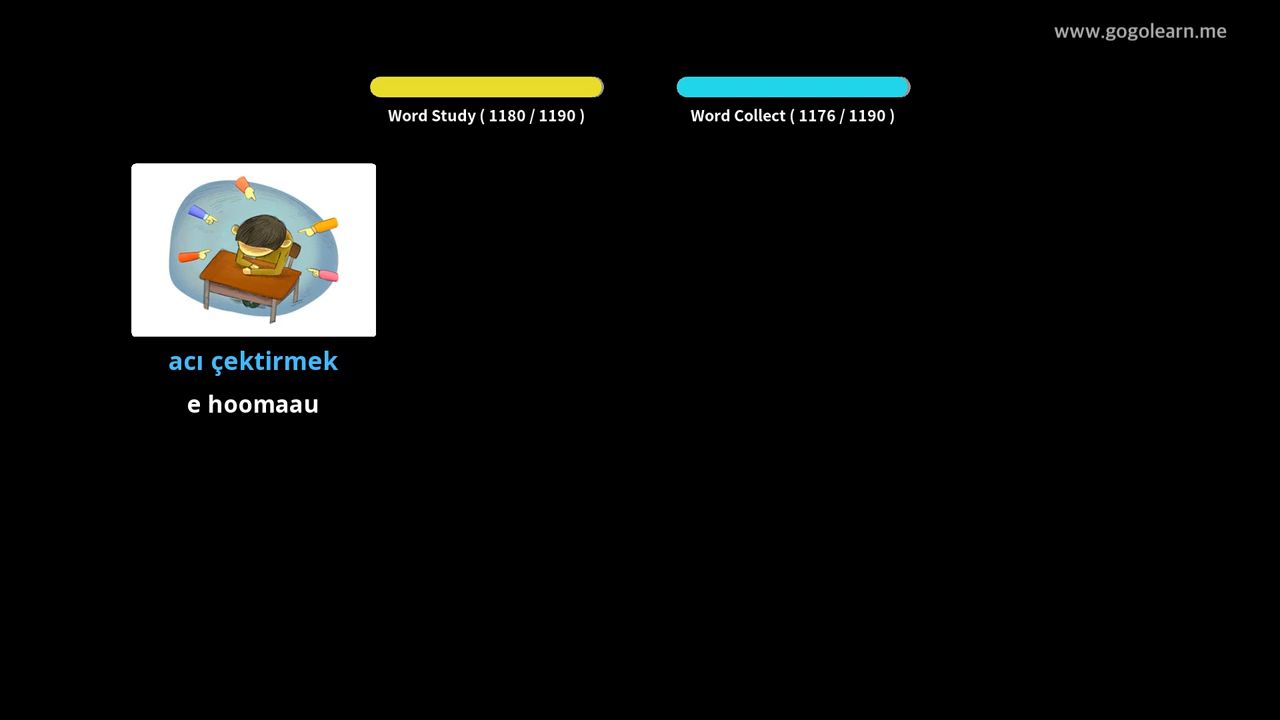 www.gogolearn.me
Word Study ( 1180 / 1190 )
Word Collect ( 1176 / 1190 )
acı çektirmek
e hoomaau